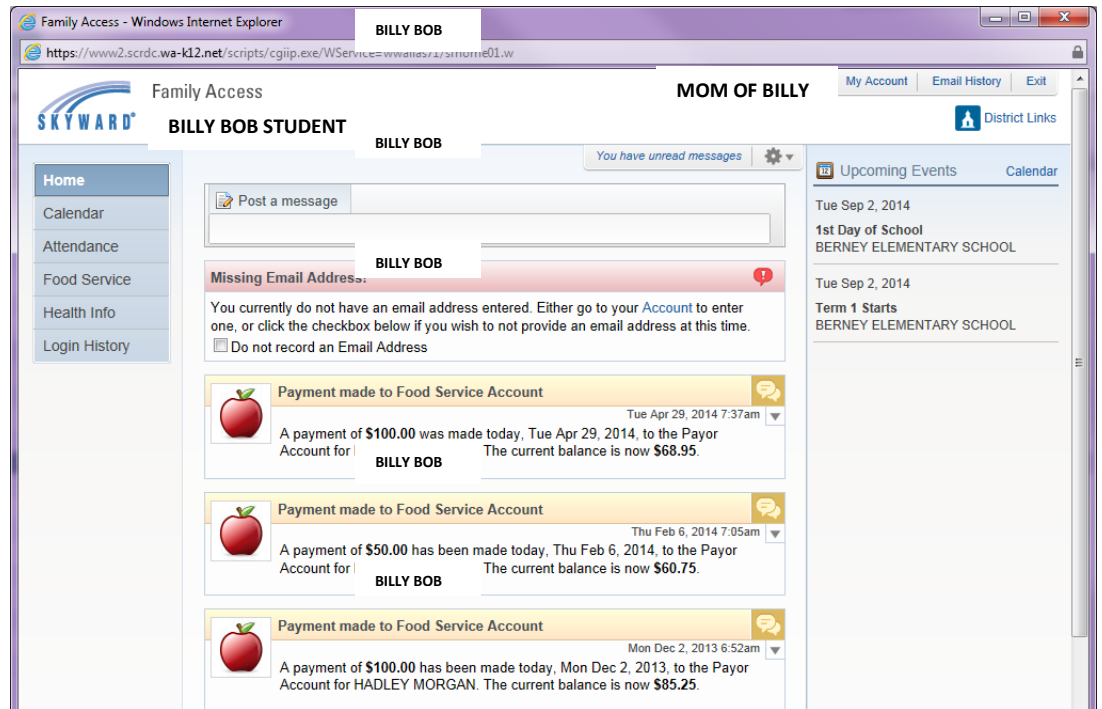 Family Access - Windows Internet Explorer
BILLY BOB
https://www2.scrdc.wa-k12.net/scripts/cgiip.exe/WService=wwallas71/sfhome01.w
My Account Email History Exit
Family Access
MOM OF BILLY
SKYWARD
District Links
BILLY BOB STUDENT
BILLY BOB
You have unread messages
Home
Calendar
Attendance
Food Service
Health Info
Login History
Post a message
BILLY BOB
Missing Email Address!
You currently do not have an email address entered. Either go to your Account to enter
one, or click the checkbox below if you wish to not provide an email address at this time.
Do not record an Email Address
Payment made to Food Service Account
Tue Apr 29, 2014 7:37am
A payment of $100.00 was made today, Tue Apr 29, 2014, to the Payor
Account for The current balance is now $68.95.
BILLY BOB
Payment made to Food Service Account
Thu Feb 6, 2014 7:05am
A payment of $50.00 has been made today, Thu Feb 6, 2014, to the Payor
Account for The current balance is now $60.75.
BILLY BOB
Payment made to Food Service Account
Mon Dec 2, 2013 6:52am
A payment of $100.00 has been made today, Mon Dec 2, 2013, to the Payor
Account for HADLEY MORGAN. The current balance is now $85.25.
12
Upcoming Events Calendar
Tue Sep 2, 2014
1st Day of School
BERNEY ELEMENTARY SCHOOL
Tue Sep 2, 2014
Term 1 Starts
BERNEY ELEMENTARY SCHOOL